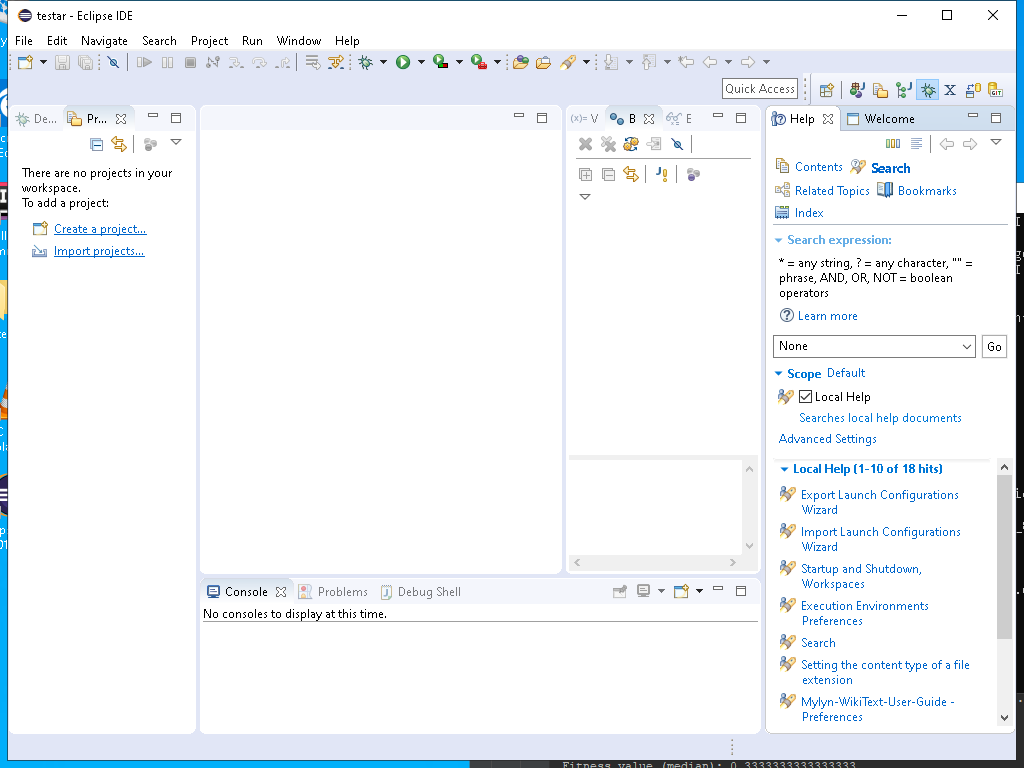 testar - Eclipse IDE
File Edit Navigate Search Project Run Window Help
Quick Access
De...
Pr...
There are no projects in your
workspace.
To add a project:
Create a project...
Import projects...
(x)= V
B
E
Help
Welcome
Contents Search
Related Topics Bookmarks
Index
Search expression:
* = any string, ? = any character, "" =
phrase, AND, OR, NOT = boolean
operators
Learn more
None
Go
Scope Default
Local Help
Searches local help documents
Advanced Settings
Local Help (1-10 of 18 hits)
Export Launch Configurations
Wizard
Import Launch Configurations
Wizard
Startup and Shutdown,
Workspaces
Execution Environments
Preferences
Search
Setting the content type of a file
extension
Mylyn-WikiText-User-Guide -
Preferences
Console Problems Debug Shell
No consoles to display at this time.
Fitness value (median): 0.3333333333333333